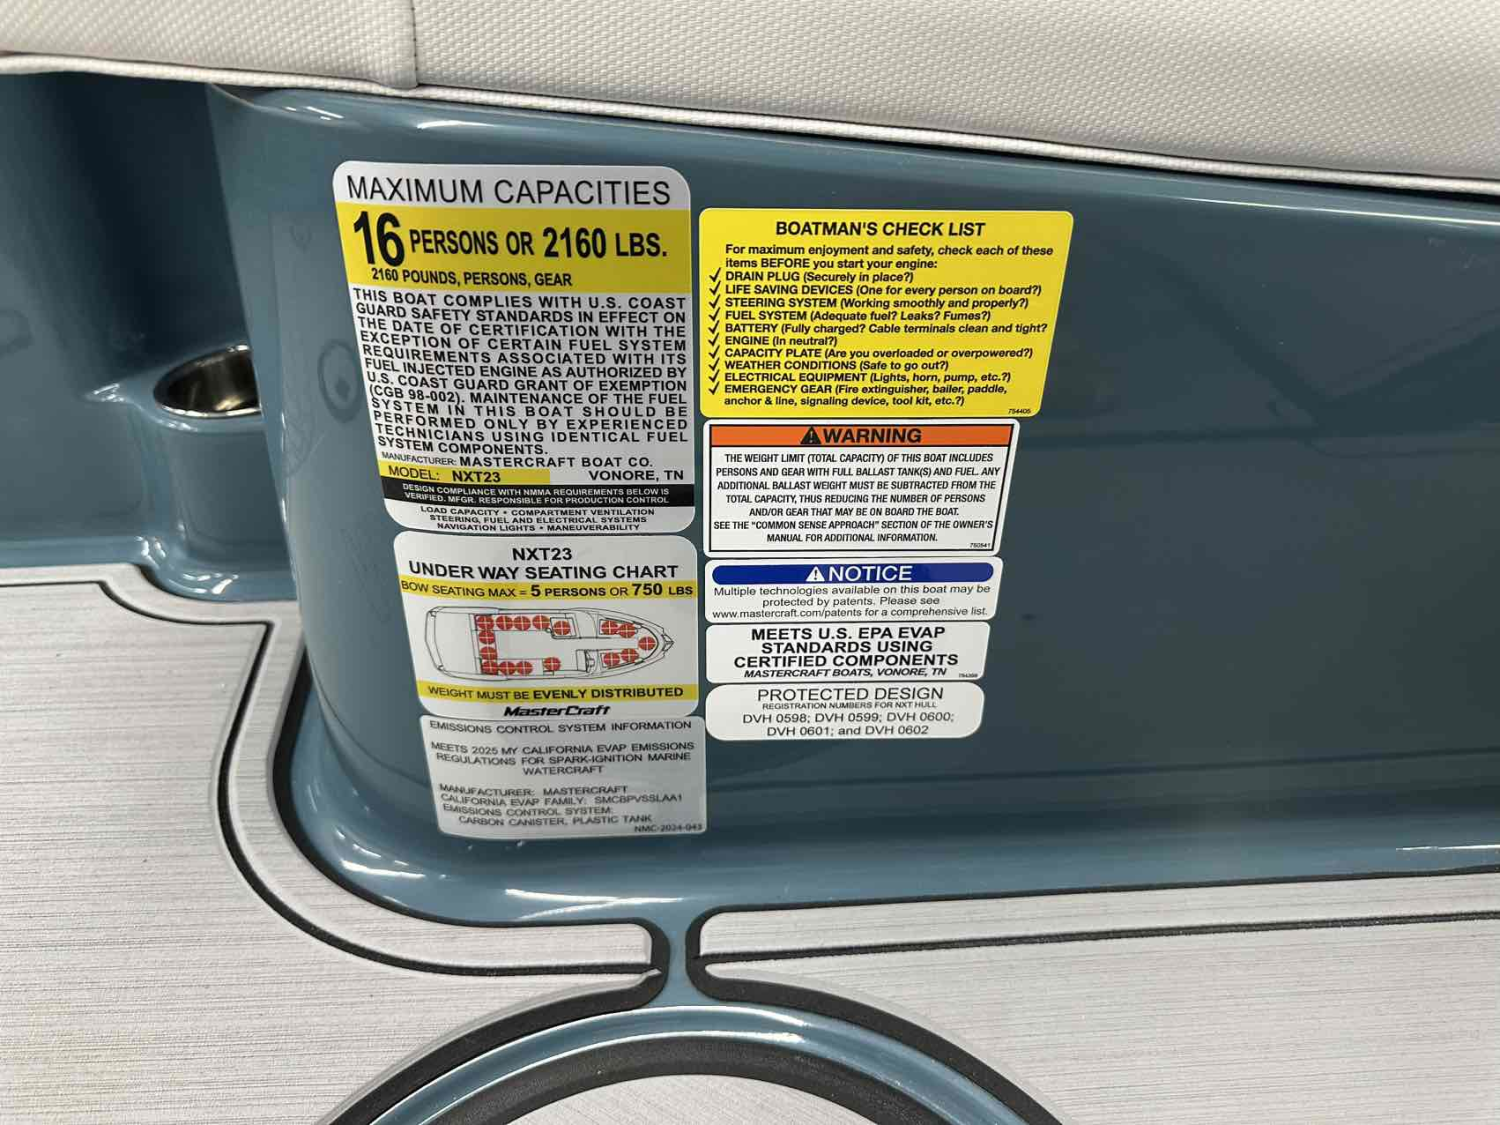 MAXIMUM CAPACITIES
16 PERSONS OR 2160 LBS.
2160 POUNDS, PERSONS, GEAR
THIS BOAT COMPLIES WITH U.S. COAST
GUARD SAFETY STANDARDS IN EFFECT ON
THE DATE OF CERTIFICATION WITH THE
EXCEPTION OF CERTAIN FUEL SYSTEM
REQUIREMENTS ASSOCIATED WITH ITS
FUEL INJECTED ENGINE AS AUTHORIZED BY
U.S. COAST GUARD GRANT OF EXEMPTION
(CGB 98-002). MAINTENANCE OF THE FUEL
SYSTEM IN THIS BOAT SHOULD BE
PERFORMED ONLY BY EXPERIENCED
TECHNICIANS USING IDENTICAL FUEL
SYSTEM COMPONENTS.
MANUFACTURER: MASTERCRAFT BOAT CO.
MODEL: NXT23 VONORE, TN
DESIGN COMPLIANCE WITH NMMA REQUIREMENTS BELOW IS
VERIFIED. MFGR. RESPONSIBLE FOR PRODUCTION CONTROL
LOAD CAPACITY • COMPARTMENT VENTILATION
STEERING, FUEL AND ELECTRICAL SYSTEMS
NAVIGATION LIGHTS • MANEUVERABILITY
NXT23
UNDER WAY SEATING CHART
BOW SEATING MAX = 5 PERSONS OR 750 LBS
WEIGHT MUST BE EVENLY DISTRIBUTED
MasterCraft
EMISSIONS CONTROL SYSTEM INFORMATION
MEETS 2025 MY CALIFORNIA EVAP EMISSIONS
REGULATIONS FOR SPARK-IGNITION MARINE
WATERCRAFT
MANUFACTURER: MASTERCRAFT
CALIFORNIA EVAP FAMILY: SMCBPVSSLAA1
EMISSIONS CONTROL SYSTEM:
CARBON CANISTER, PLASTIC TANK
NMC-2024-043
BOATMAN'S CHECK LIST
For maximum enjoyment and safety, check each of these
items BEFORE you start your engine:
✓ DRAIN PLUG (Securely in place?)
✓ LIFE SAVING DEVICES (One for every person on board?)
✓ STEERING SYSTEM (Working smoothly and properly?)
✓ FUEL SYSTEM (Adequate fuel? Leaks? Fumes?)
✓ BATTERY (Fully charged? Cable terminals clean and tight?
✓ ENGINE (In neutral?)
✓ CAPACITY PLATE (Are you overloaded or overpowered?)
✓ WEATHER CONDITIONS (Safe to go out?)
✓ ELECTRICAL EQUIPMENT (Lights, horn, pump, etc.?)
✓ EMERGENCY GEAR (Fire extinguisher, bailer, paddle,
anchor & line, signaling device, tool kit, etc.?)
754405
WARNING
THE WEIGHT LIMIT (TOTAL CAPACITY) OF THIS BOAT INCLUDES
PERSONS AND GEAR WITH FULL BALLAST TANK(S) AND FUEL. ANY
ADDITIONAL BALLAST WEIGHT MUST BE SUBTRACTED FROM THE
TOTAL CAPACITY, THUS REDUCING THE NUMBER OF PERSONS
AND/OR GEAR THAT MAY BE ON BOARD THE BOAT.
SEE THE "COMMON SENSE APPROACH" SECTION OF THE OWNER'S
MANUAL FOR ADDITIONAL INFORMATION.
NOTICE
Multiple technologies available on this boat may be
protected by patents. Please see
www.mastercraft.com/patents for a comprehensive list.
MEETS U.S. EPA EVAP
STANDARDS USING
CERTIFIED COMPONENTS
MASTERCRAFT BOATS, VONORE, TN
PROTECTED DESIGN
REGISTRATION NUMBERS FOR NXT HULL
DVH 0598; DVH 0599; DVH 0600;
DVH 0601; and DVH 0602